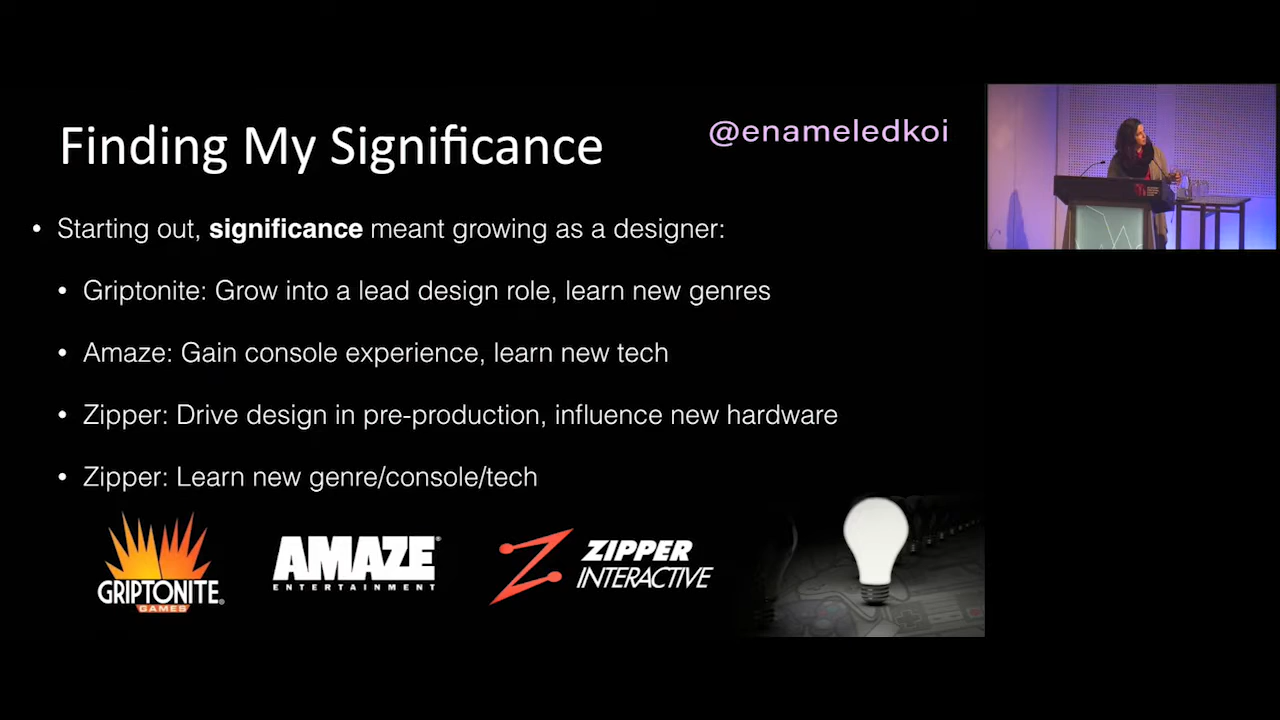 Finding My Significance
@enameledkoi
• Starting out, significance meant growing as a designer:
• Griptonite: Grow into a lead design role, learn new genres
• Amaze: Gain console experience, learn new tech
• Zipper: Drive design in pre-production, influence new hardware
• Zipper: Learn new genre/console/tech
GRIPTONITE®
GAMES
AMAZE®
ENTERTAINMENT
ZIPPER
INTERACTIVE